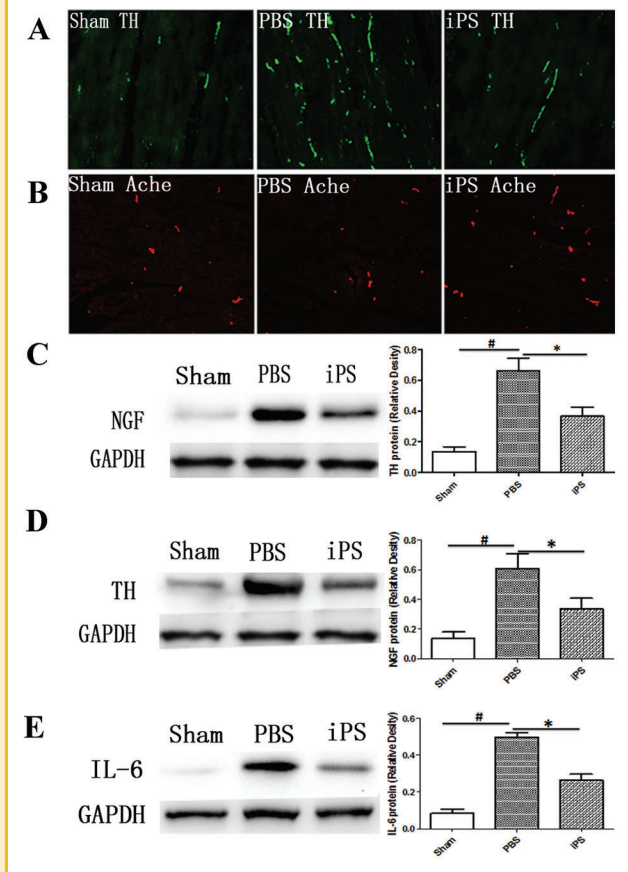 A
Sham TH
PBS TH
iPS TH
B
Sham Ache
PBS Ache
iPS Ache
C
Sham PBS iPS
NGF
GAPDH
TH protein (Relative Desity)
0.8
0.6
0.4
0.2
0.0
# *
Sham PBS iPS
D
Sham PBS iPS
TH
GAPDH
NGF protein (Relative Desity)
0.8
0.6
0.4
0.2
0.0
# *
Sham PBS iPS
E
Sham PBS iPS
IL-6
GAPDH
IL-6protein (Relative Desity)
0.6
0.4
0.2
0.0
# *
Sham PBS iPS